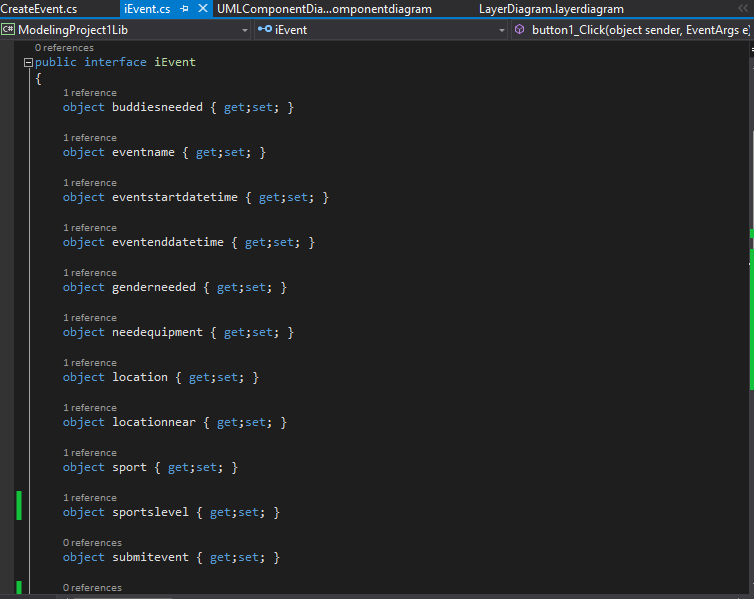 CreateEvent.cs iEvent.cs UMLComponentDia...omponentdiagram LayerDiagram.layerdiagram
C# ModelingProject1Lib iEvent button1_Click(object sender, EventArgs e)
0 references
public interface iEvent
{
1 reference
object buddiesneeded { get;set; }
1 reference
object eventname { get;set; }
1 reference
object eventstartdatetime { get;set; }
1 reference
object eventenddatetime { get;set; }
1 reference
object genderneeded { get;set; }
1 reference
object needequipment { get;set; }
1 reference
object location { get;set; }
1 reference
object locationnear { get;set; }
1 reference
object sport { get;set; }
1 reference
object sportslevel { get;set; }
0 references
object submitevent { get;set; }
0 references